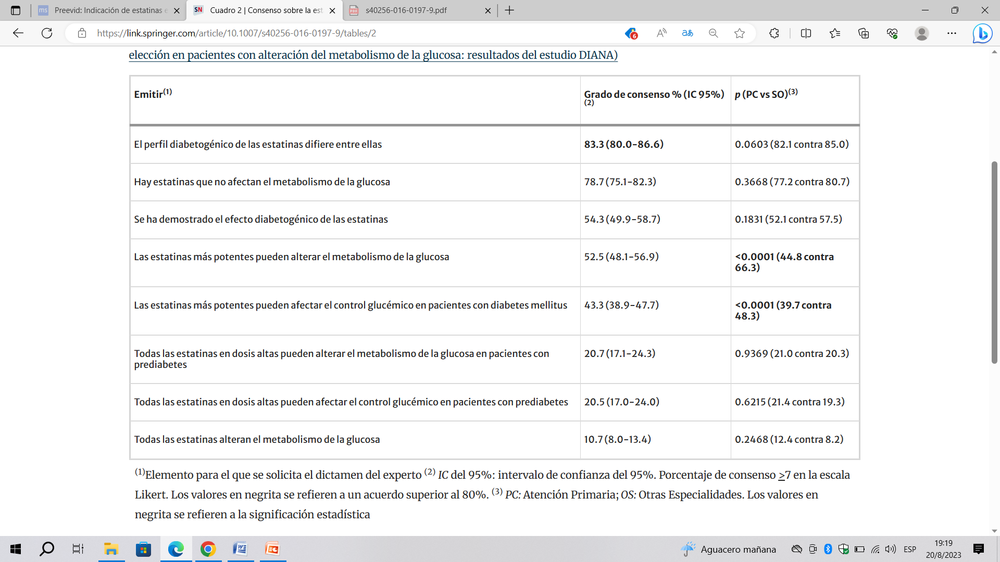 Preevid: Indicación de estatinas e
Cuadro 2 | Consenso sobre la est
s40256-016-0197-9.pdf
https://link.springer.com/article/10.1007/s40256-016-0197-9/tables/2
6
elección en pacientes con alteración del metabolismo de la glucosa: resultados del estudio DIANA)
Emitir(1)
Grado de consenso % (IC 95%)
(2)
p (PC vs SO)(3)
El perfil diabetogénico de las estatinas difiere entre ellas
83.3 (80.0-86.6)
0.0603 (82.1 contra 85.0)
Hay estatinas que no afectan el metabolismo de la glucosa
78.7 (75.1-82.3)
0.3668 (77.2 contra 80.7)
Se ha demostrado el efecto diabetogénico de las estatinas
54.3 (49.9-58.7)
0.1831 (52.1 contra 57.5)
Las estatinas más potentes pueden alterar el metabolismo de la glucosa
52.5 (48.1-56.9)
<0.0001 (44.8 contra
66.3)
Las estatinas más potentes pueden afectar el control glucémico en pacientes con diabetes mellitus
43.3 (38.9-47.7)
<0.0001 (39.7 contra
48.3)
Todas las estatinas en dosis altas pueden alterar el metabolismo de la glucosa en pacientes con
prediabetes
20.7 (17.1-24.3)
0.9369 (21.0 contra 20.3)
Todas las estatinas en dosis altas pueden afectar el control glucémico en pacientes con prediabetes
20.5 (17.0-24.0)
0.6215 (21.4 contra 19.3)
Todas las estatinas alteran el metabolismo de la glucosa
10.7 (8.0-13.4)
0.2468 (12.4 contra 8.2)
(1)Elemento para el que se solicita el dictamen del experto (2) IC del 95%: intervalo de confianza del 95%. Porcentaje de consenso >7 en la escala
Likert. Los valores en negrita se refieren a un acuerdo superior al 80%. (3) PC: Atención Primaria; OS: Otras Especialidades. Los valores en
negrita se refieren a la significación estadística
Aguacero mañana
ESP
19:19
20/8/2023